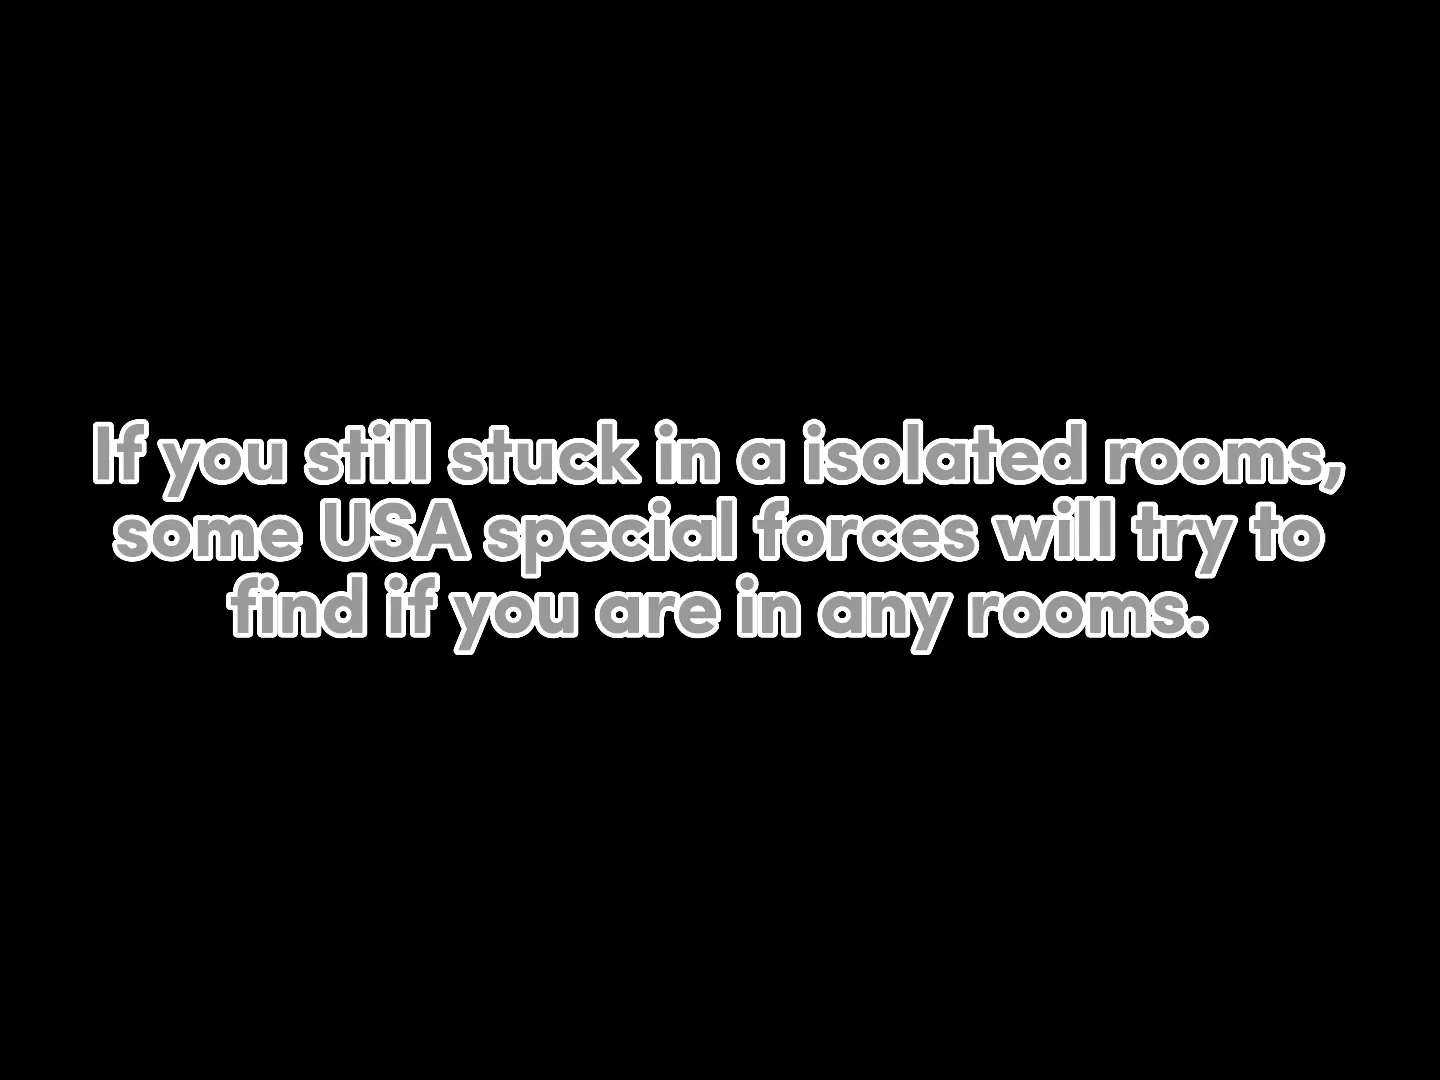 If you still stuck in a isolated rooms,
some USA special forces will try to
find if you are in any rooms.